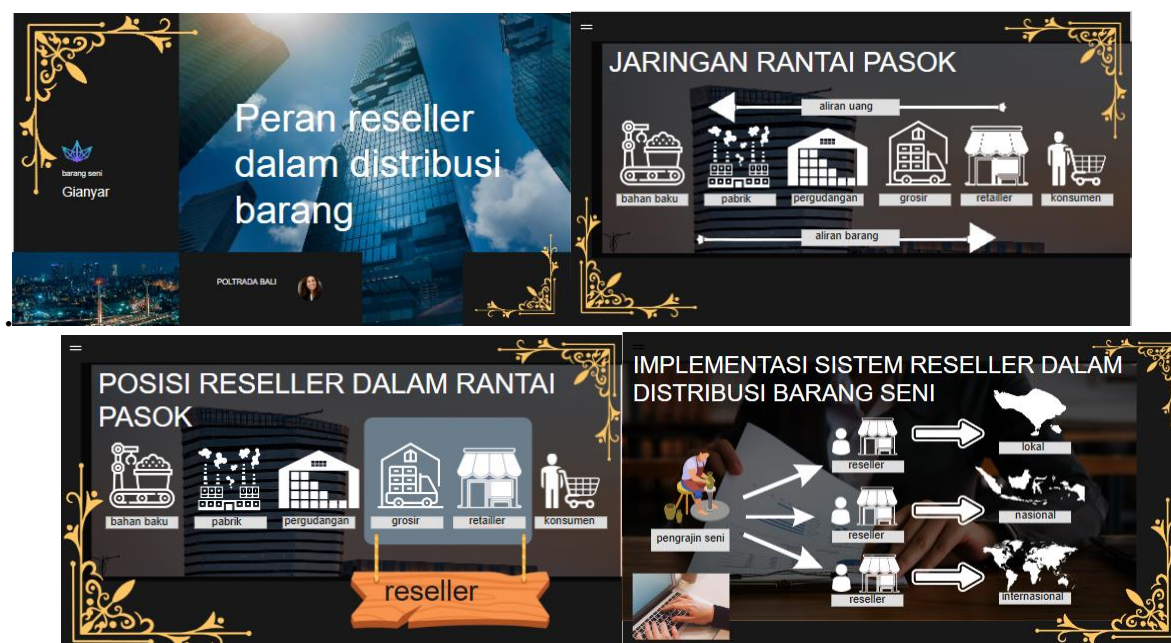 Peran reseller
dalam distribusi
barang
barang seni
Gianyar
POLTRADA BALI
JARINGAN RANTAI PASOK
aliran uang
bahan baku
pabrik
pergudangan
grosir
retailler
konsumen
aliran barang
POSISI RESELLER DALAM RANTAI
PASOK
bahan baku
pabrik
pergudangan
grosir
retailler
konsumen
reseller
IMPLEMENTASI SISTEM RESELLER DALAM
DISTRIBUSI BARANG SENI
pengrajin seni
reseller
lokal
reseller
nasional
reseller
internasional